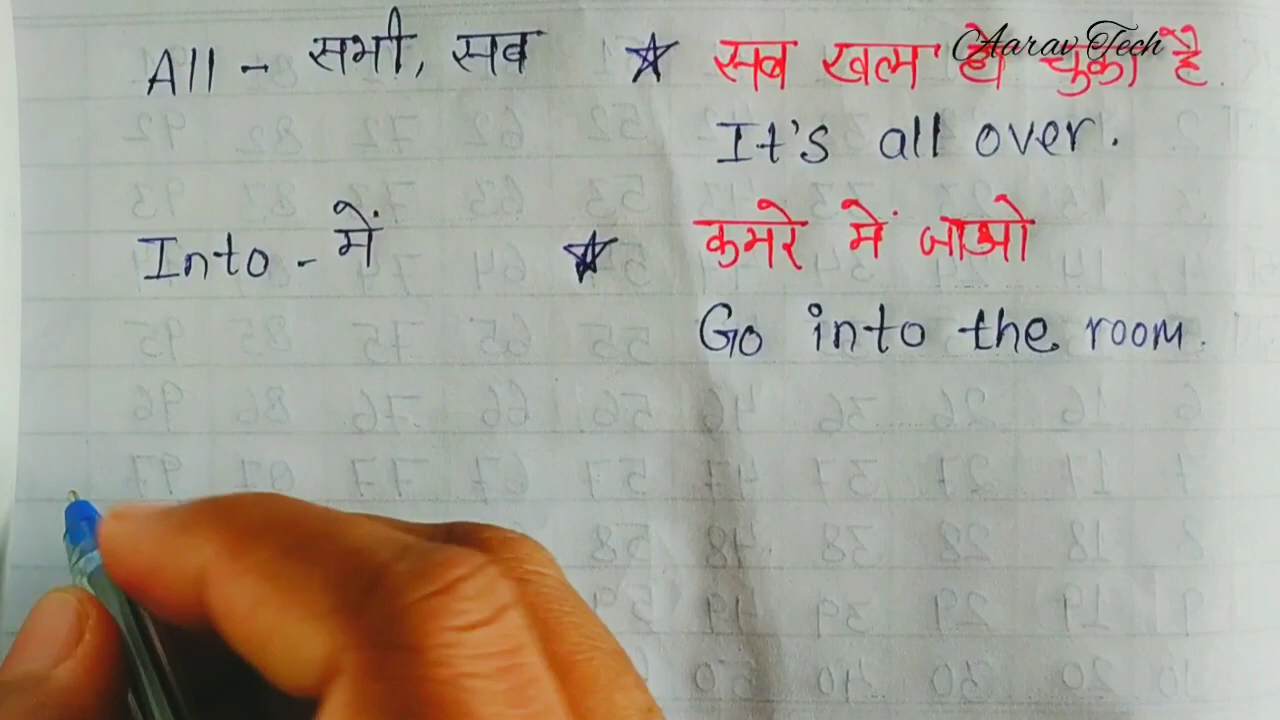 All - सभी, सब ☆ सब खत्म हो चुका है.
Aarav Tech
It's all over.
Into - में ☆ कमरे में जाओ
Go into the room.